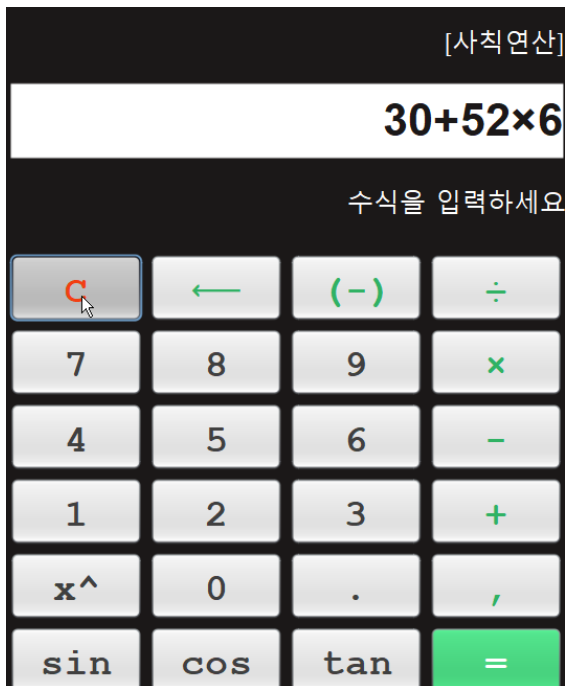 [사칙연산]
30+52×6
수식을 입력하세요
C ← (-) ÷
7 8 9 ×
4 5 6 -
1 2 3 +
x^ 0 . ,
sin cos tan =